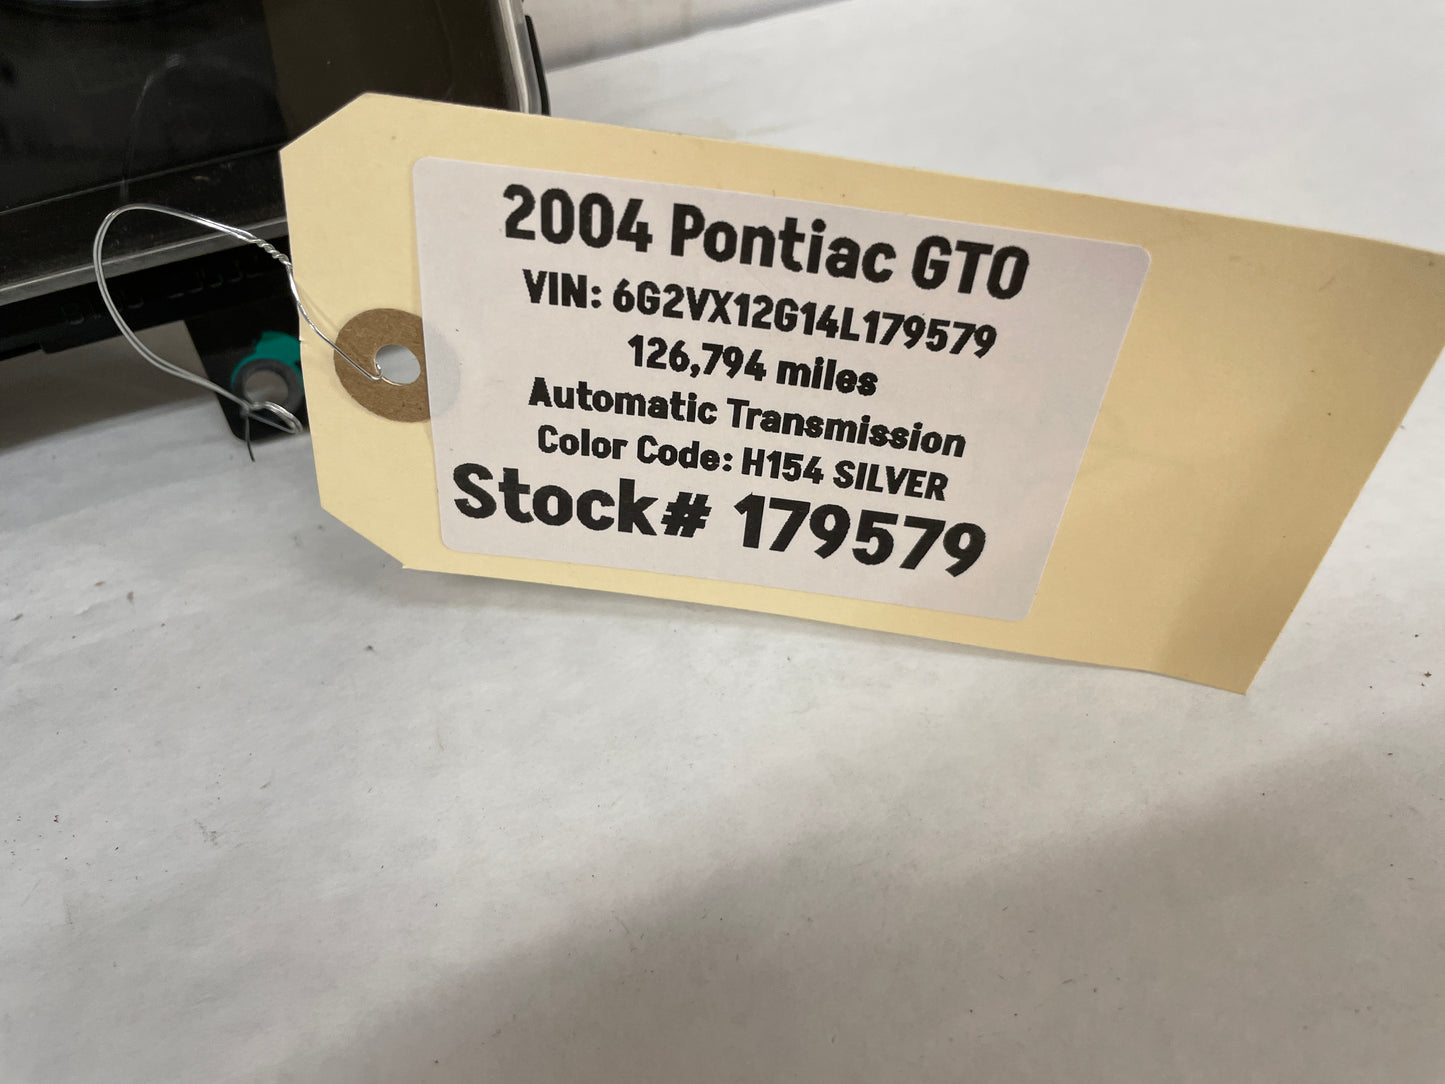 2004 Pontiac GTO
VIN: 6G2VX12G14L179579
126,794 miles
Automatic Transmission
Color Code: H154 SILVER
Stock# 179579